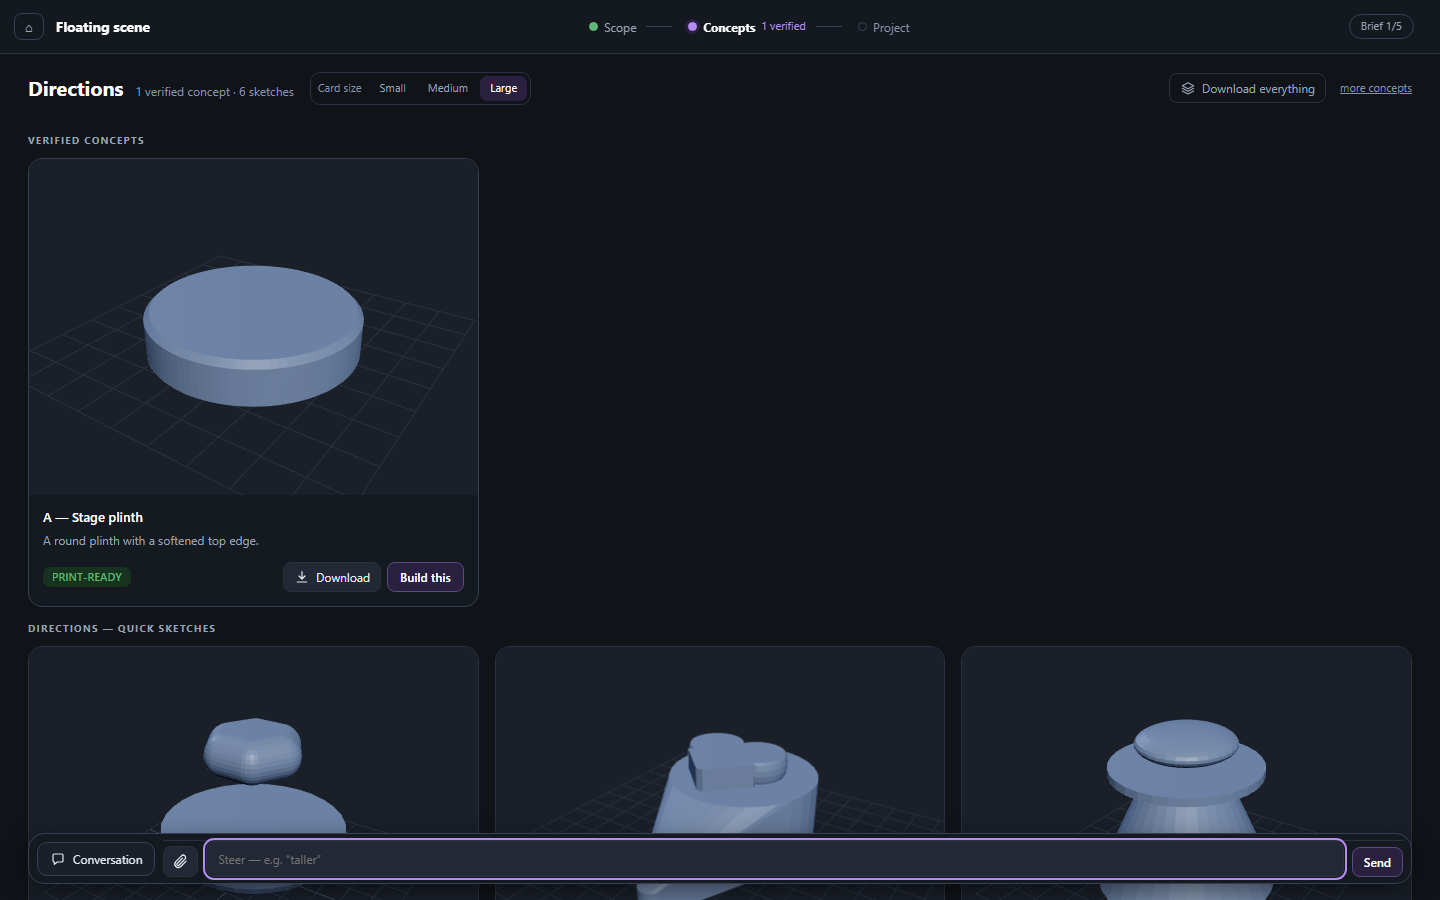 Floating scene
Scope
Concepts 1 verified
Project
Brief 1/5
Directions
1 verified concept · 6 sketches
Card size Small Medium Large
Download everything
more concepts
VERIFIED CONCEPTS
A — Stage plinth
A round plinth with a softened top edge.
PRINT-READY
Download
Build this
DIRECTIONS — QUICK SKETCHES
Conversation
Steer — e.g. "taller"
Send